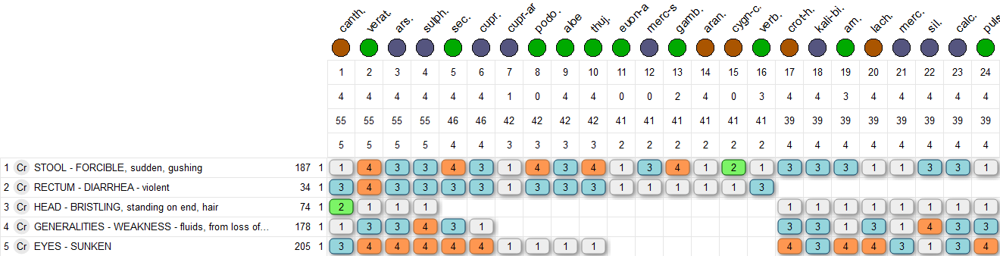 canth. verat. ars. sulph. sec. cupr. cupr-ar podo. aloe thuj. euon-a merc-s gamb. aran. cygn-c. verb. crot-h. kali-bi. arn. lach. merc. sil. calc. puls
1 2 3 4 5 6 7 8 9 10 11 12 13 14 15 16 17 18 19 20 21 22 23 24
4 4 4 4 4 4 1 0 4 4 0 0 2 4 0 3 4 4 3 4 4 4 4 4
55 55 55 55 46 46 42 42 42 42 41 41 41 41 41 41 39 39 39 39 39 39 39 39
5 5 5 5 4 4 3 3 3 3 2 2 2 2 2 2 4 4 4 4 4 4 4 4
1 Cr STOOL - FORCIBLE, sudden, gushing 187 1 1 4 3 3 4 3 1 4 3 4 1 3 4 1 2 1 3 3 3 1 1 3 3 1
2 Cr RECTUM - DIARRHEA - violent 34 1 3 4 3 3 3 3 1 3 3 3 1 1 1 1 1 3
3 Cr HEAD - BRISTLING, standing on end, hair 74 1 2 1 1 1 1 1 1 1 1 1 1 1
4 Cr GENERALITIES - WEAKNESS - fluids, from loss of... 178 1 1 3 3 4 3 1 3 3 1 3 1 4 3 3
5 Cr EYES - SUNKEN 205 1 3 4 4 4 4 4 1 1 1 1 4 3 4 4 3 1 3 4